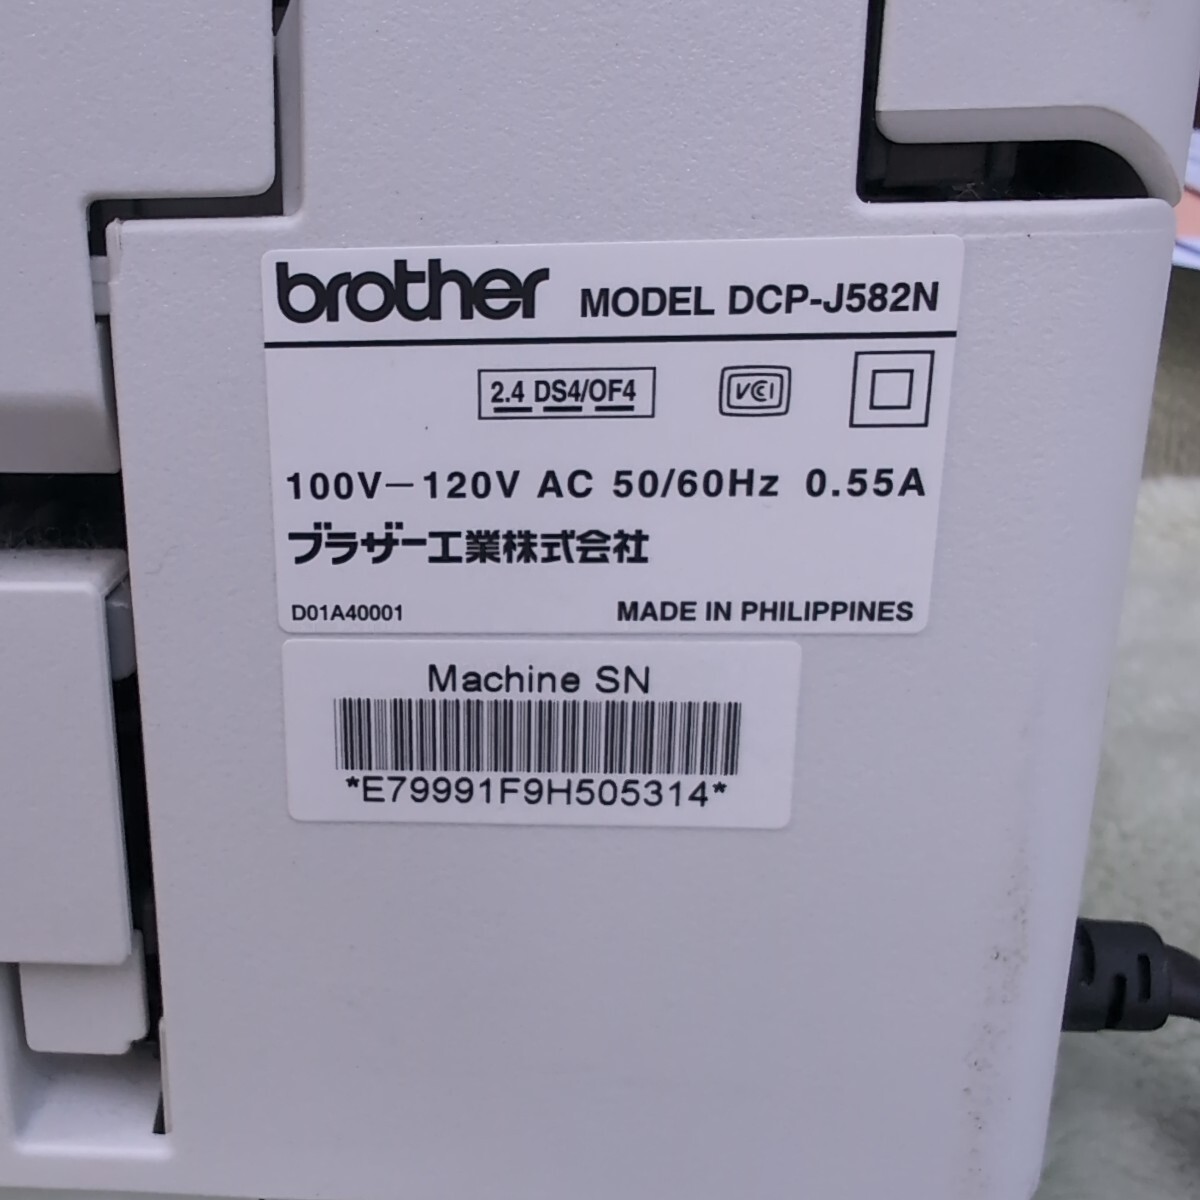 brother MODEL DCP-J582N
2.4 DS4/OF4 VCCI
100V－120V AC 50/60Hz 0.55A
ブラザー工業株式会社
D01A40001 MADE IN PHILIPPINES
Machine SN
*E79991F9H505314*